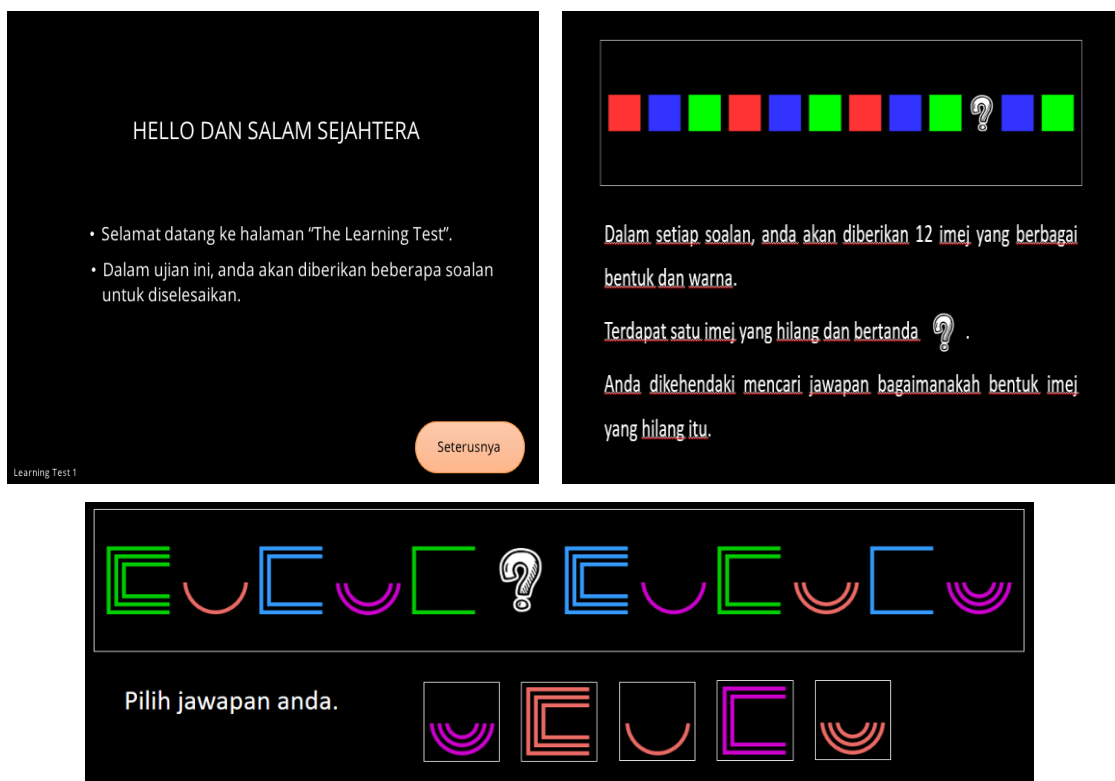 HELLO DAN SALAM SEJAHTERA
• Selamat datang ke halaman “The Learning Test”.
• Dalam ujian ini, anda akan diberikan beberapa soalan
untuk diselesaikan.
Seterusnya
Learning Test 1
?
Dalam setiap soalan, anda akan diberikan 12 imej yang berbagai
bentuk dan warna.
Terdapat satu imej yang hilang dan bertanda ? .
Anda dikehendaki mencari jawapan bagaimanakah bentuk imej
yang hilang itu.
?
Pilih jawapan anda.